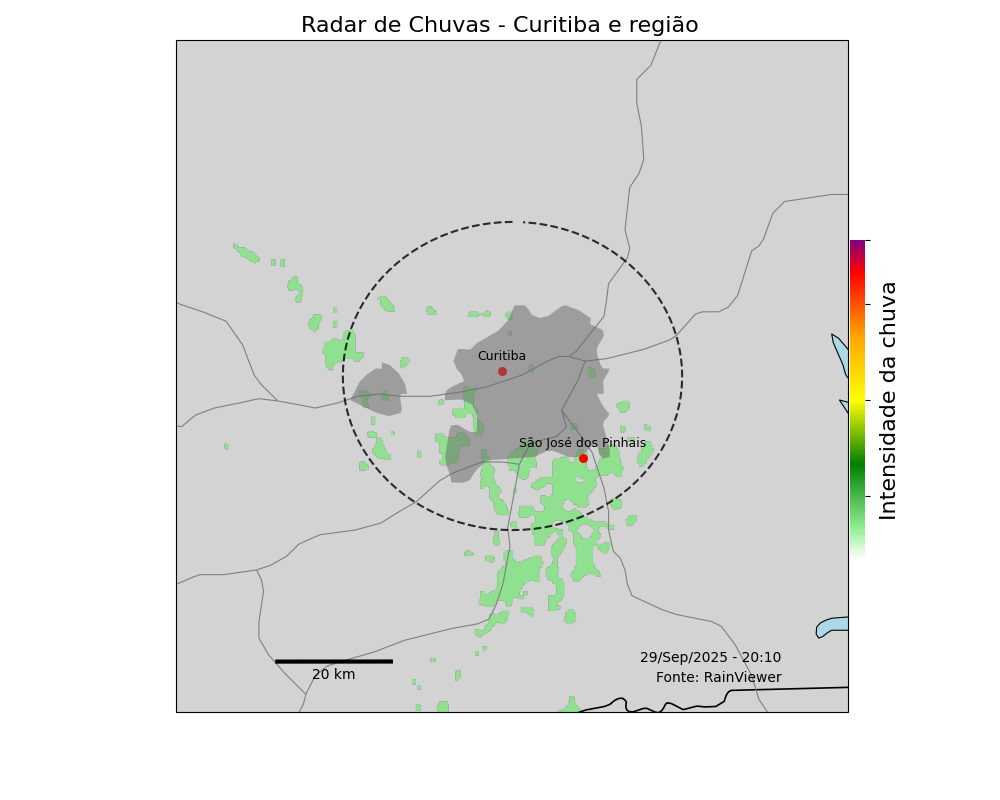 Radar de Chuvas - Curitiba e região
Curitiba
São José dos Pinhais
Intensidade da chuva
20 km
29/Sep/2025 - 20:10
Fonte: RainViewer